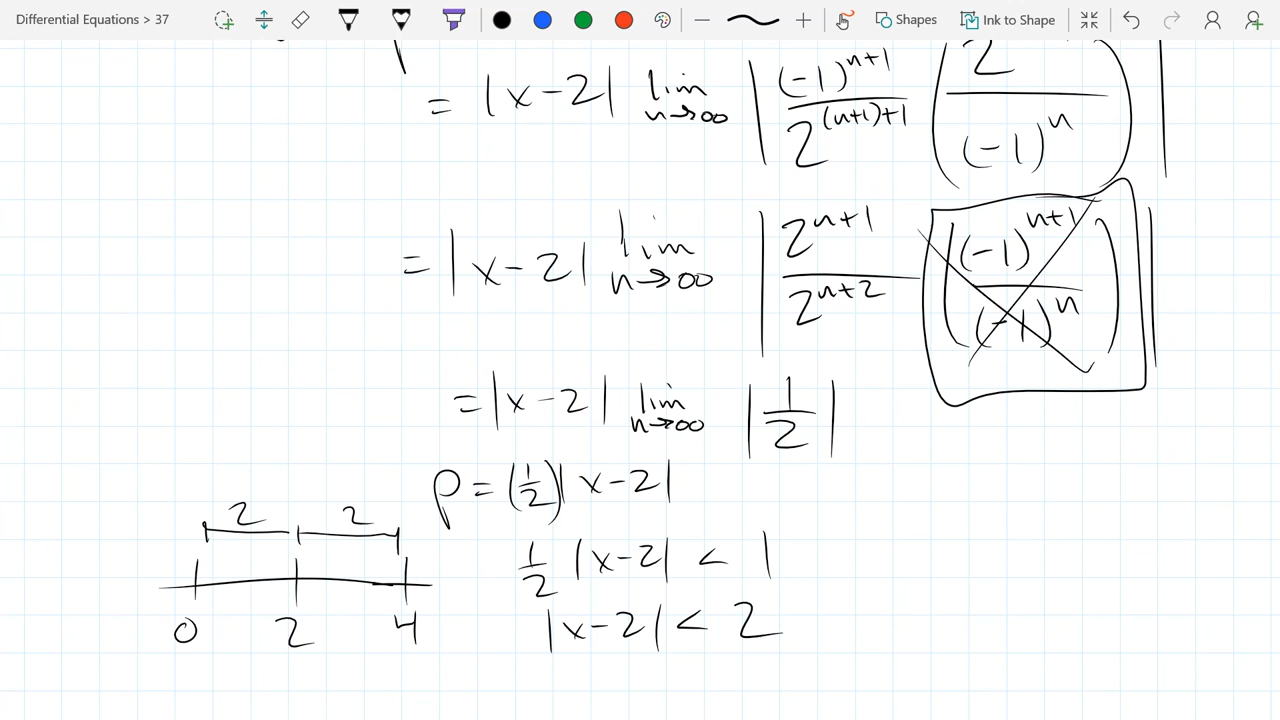 Differential Equations > 37 Shapes Ink to Shape
= |x-2| lim n→∞ | (-1)^{n+1} / 2^{(n+1)+1} ( 2 / (-1)^n ) |
= |x-2| lim n→∞ | 2^{n+1} / 2^{n+2} ( (-1)^{n+1} / (-1)^n ) |
= |x-2| lim n→∞ | 1/2 |
ρ = (1/2) |x-2|
2 2
1/2 |x-2| < 1
0 2 4
|x-2| < 2